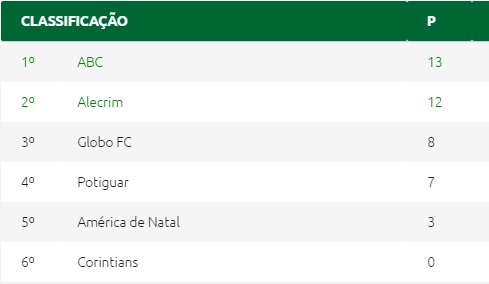 CLASSIFICAÇÃO P
1º ABC 13
2º Alecrim 12
3º Globo FC 8
4º Potiguar 7
5º América de Natal 3
6º Corintians 0